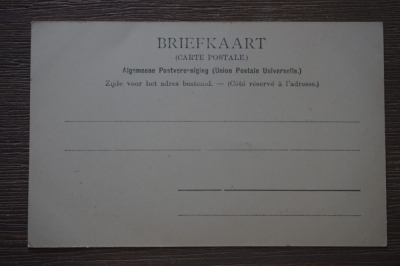 BRIEFKAART
(CARTE POSTALE.)
Algemeene Postvereeniging (Union Postale Universelle.)
Zijde voor het adres bestemd. — (Côté réservé à l'adresse.)